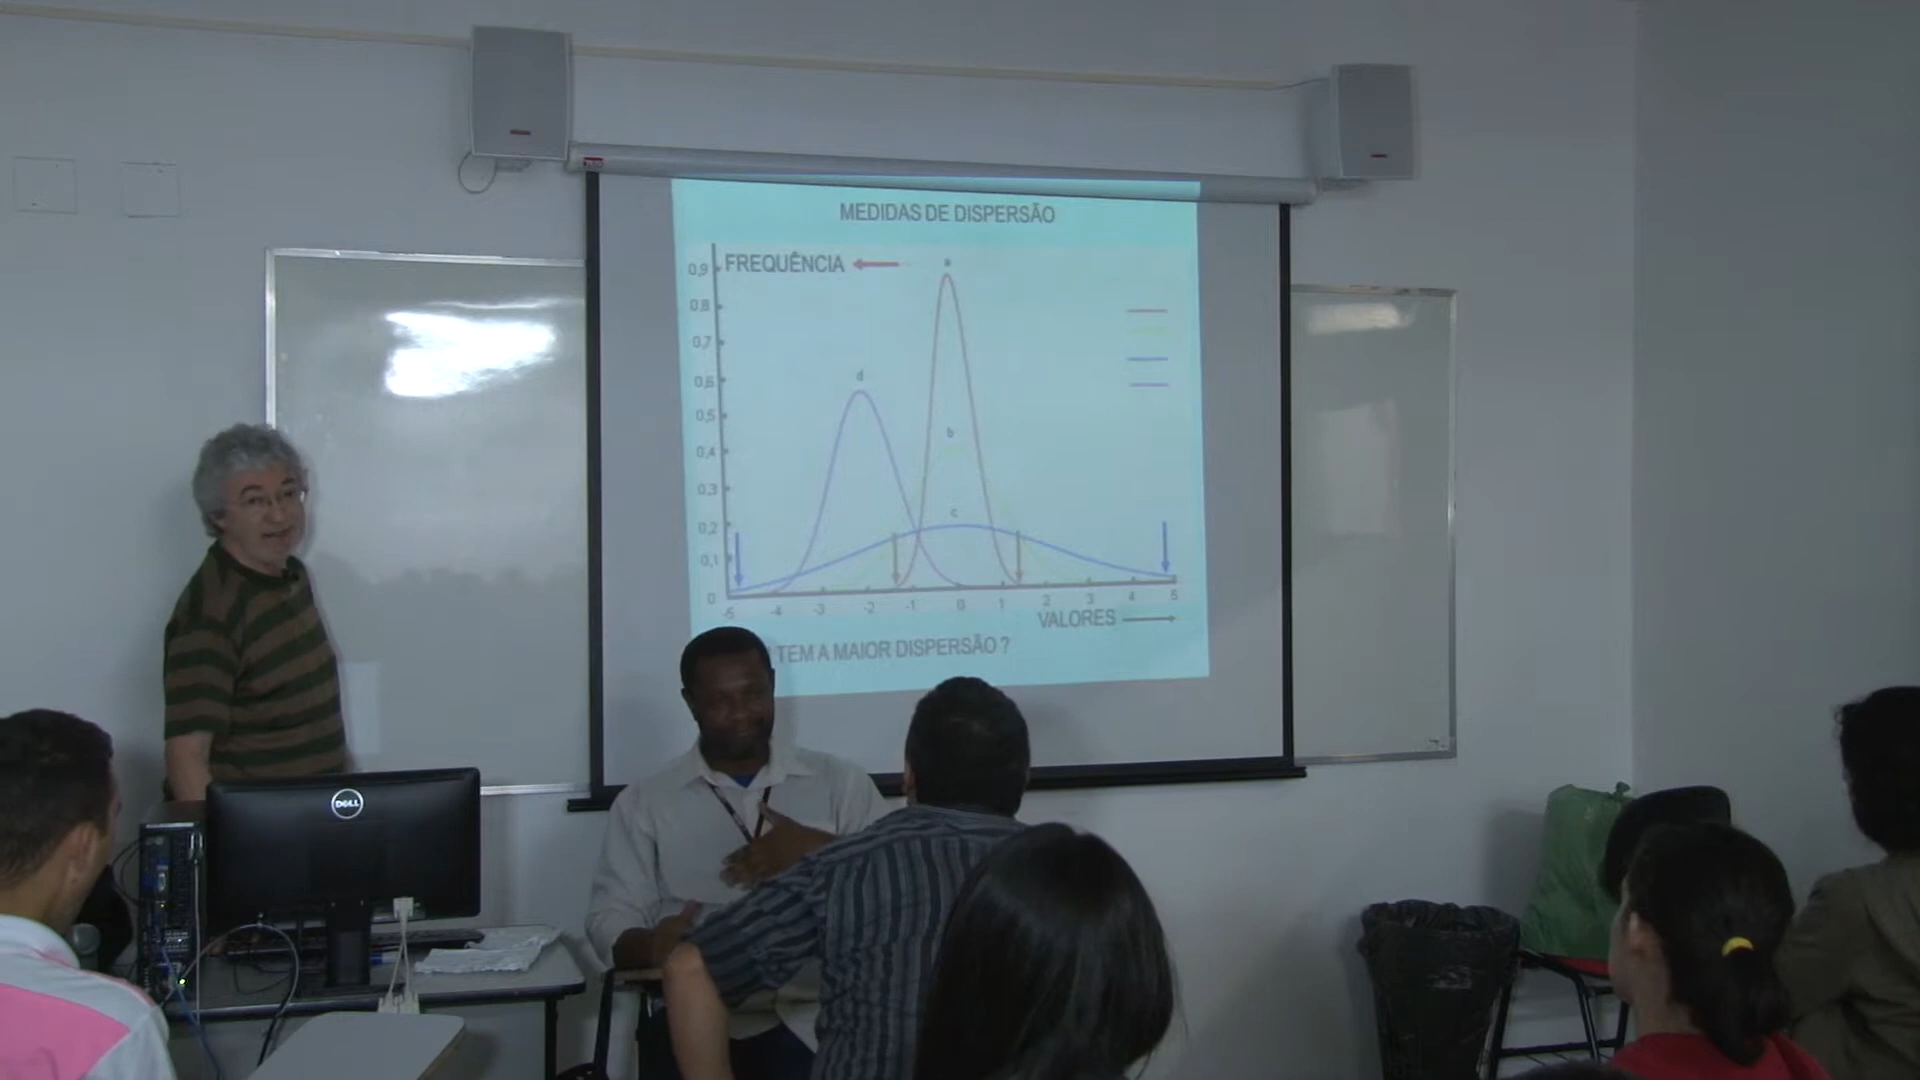 MEDIDAS DE DISPERSÃO
FREQUÊNCIA
a
0,9
0,8
0,7
d
0,6
0,5
b
0,4
0,3
c
0,2
0,1
0
-5 -4 -3 -2 -1 0 1 2 3 4 5
VALORES
TEM A MAIOR DISPERSÃO ?
DELL